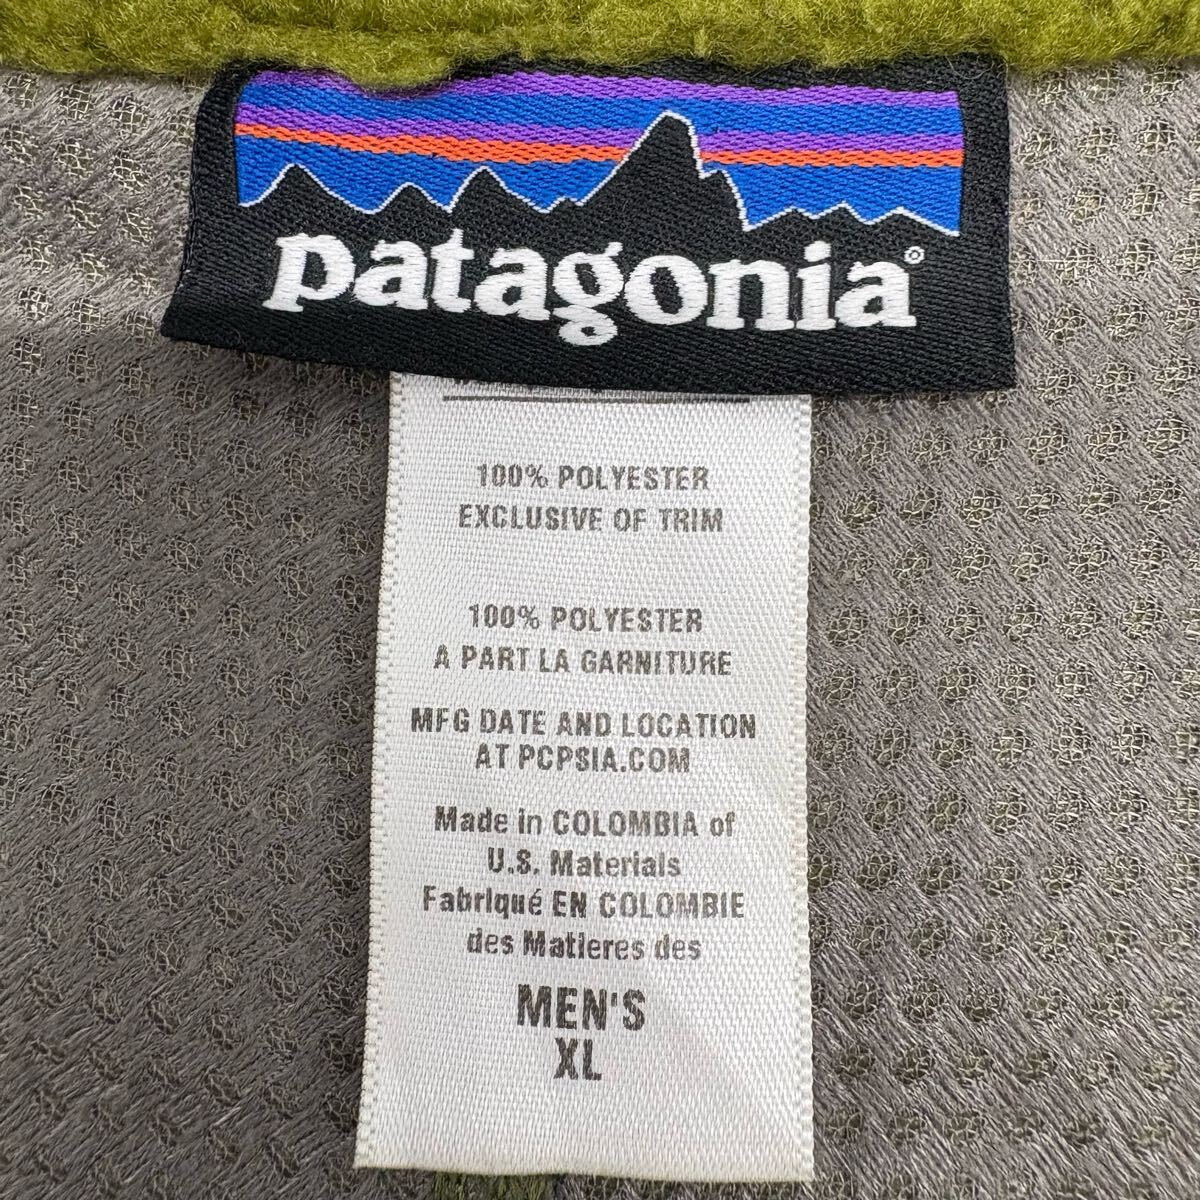 patagonia®
100% POLYESTER
EXCLUSIVE OF TRIM
100% POLYESTER
A PART LA GARNITURE
MFG DATE AND LOCATION
AT PCPSIA.COM
Made in COLOMBIA of
U.S. Materials
Fabriqué EN COLOMBIE
des Matieres des
MEN'S
XL